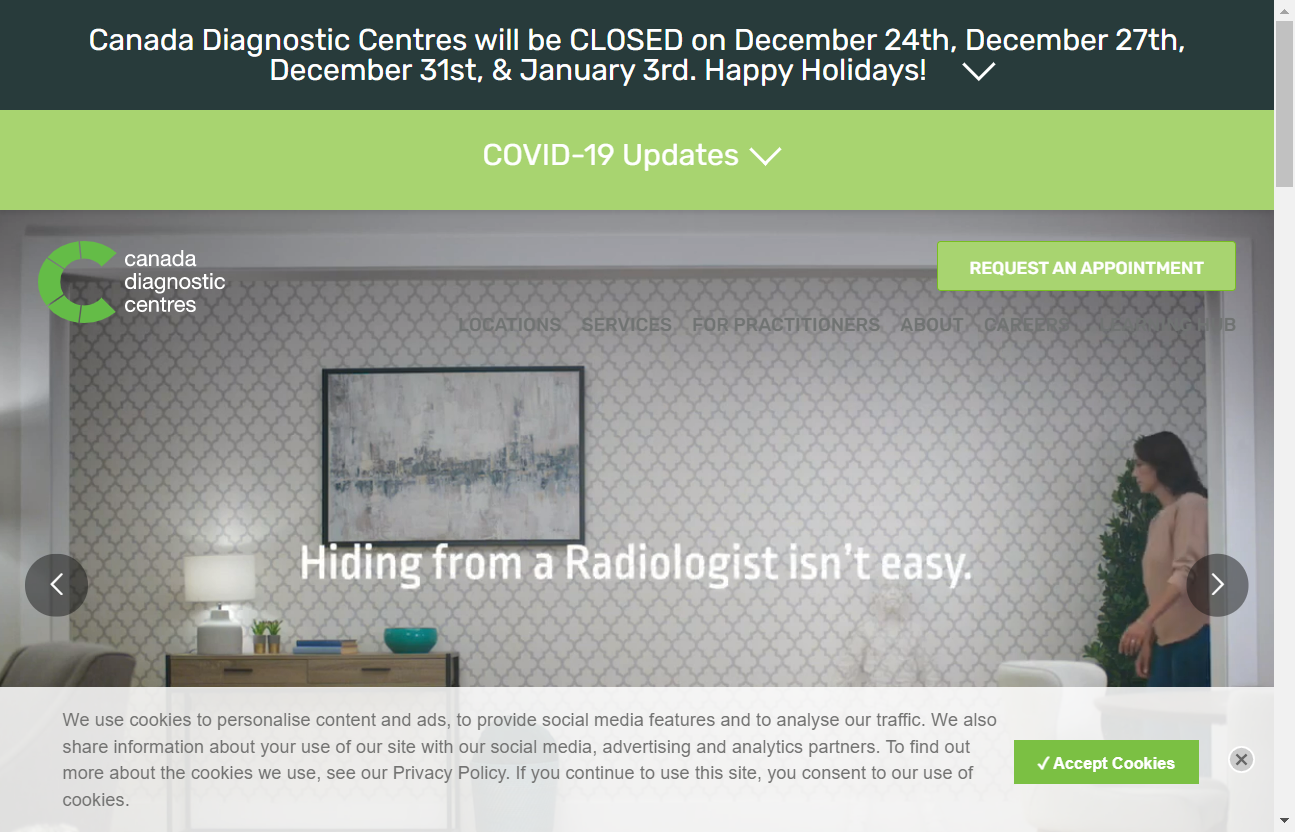 Canada Diagnostic Centres will be CLOSED on December 24th, December 27th,
December 31st, & January 3rd. Happy Holidays!
COVID-19 Updates
canada
diagnostic
centres
REQUEST AN APPOINTMENT
LOCATIONS SERVICES FOR PRACTITIONERS ABOUT CAREERS LEARNING HUB
Hiding from a Radiologist isn't easy.
We use cookies to personalise content and ads, to provide social media features and to analyse our traffic. We also
share information about your use of our site with our social media, advertising and analytics partners. To find out
more about the cookies we use, see our Privacy Policy. If you continue to use this site, you consent to our use of
cookies.
✓ Accept Cookies